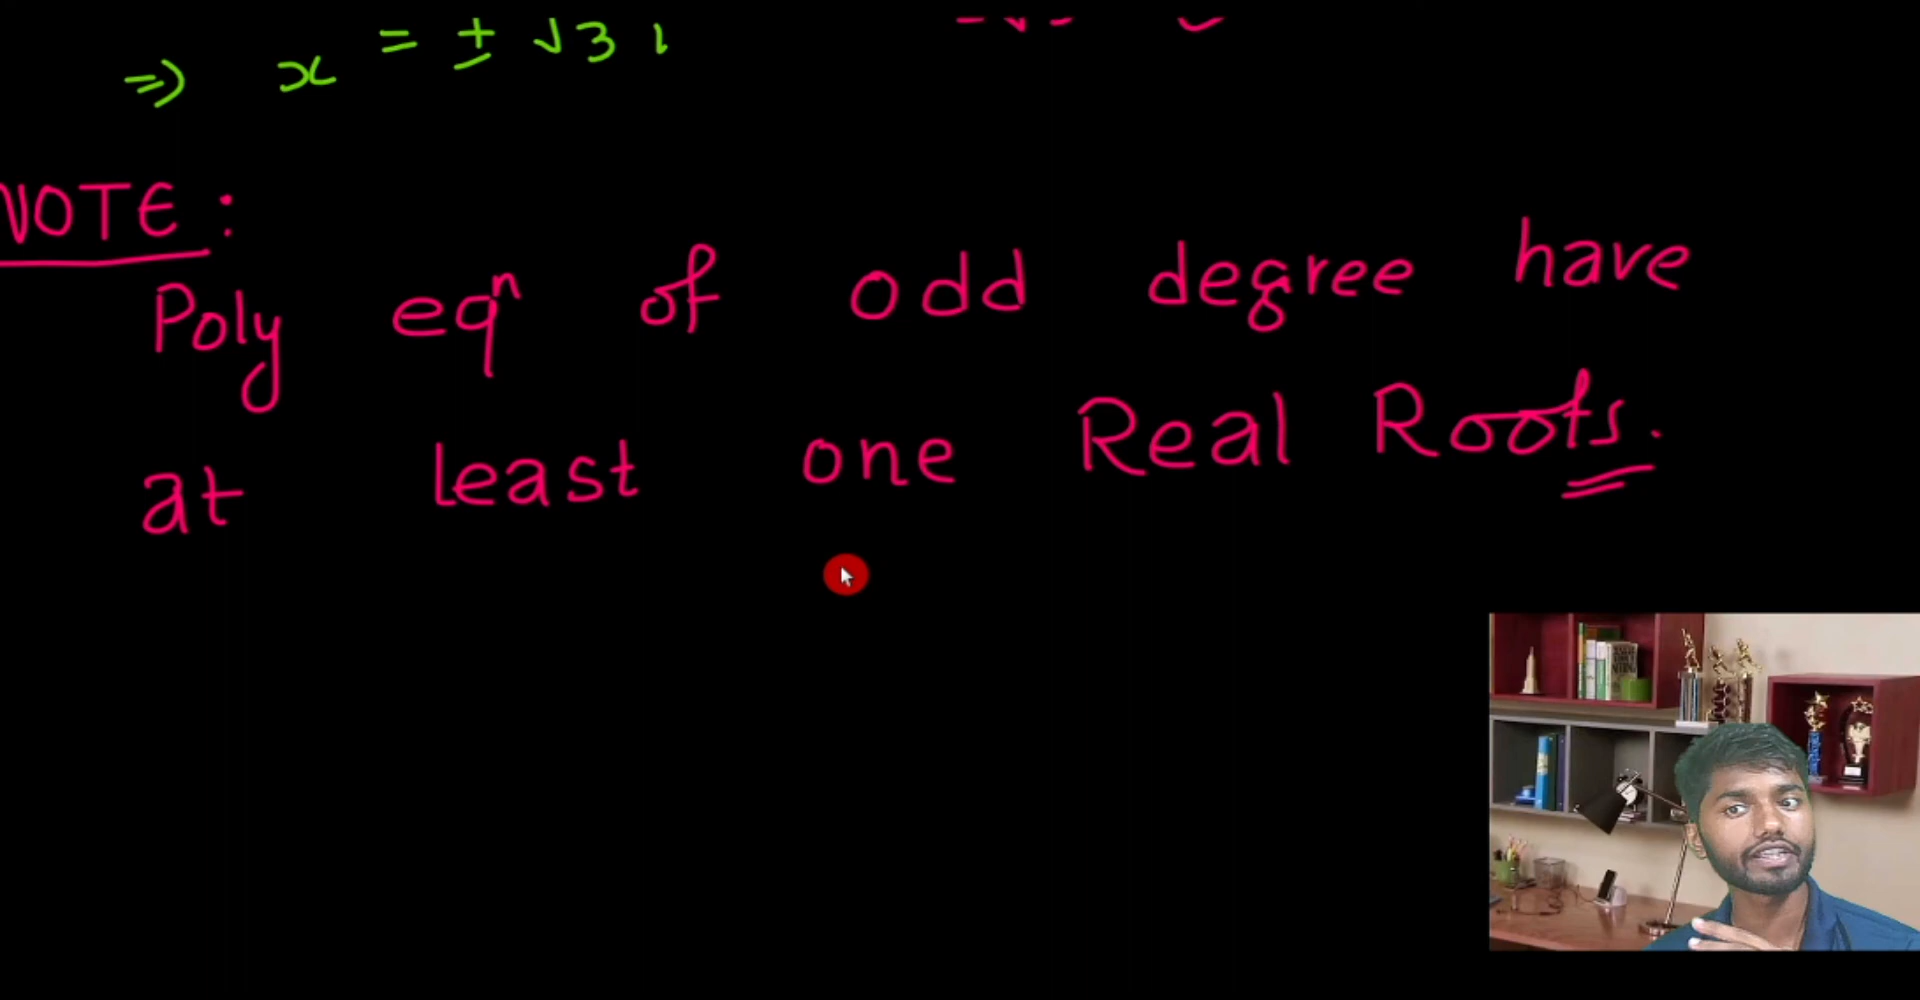 ⇒ x = ± √3 i
NOTE :
Poly eqⁿ of odd degree have
at least one Real Roots.